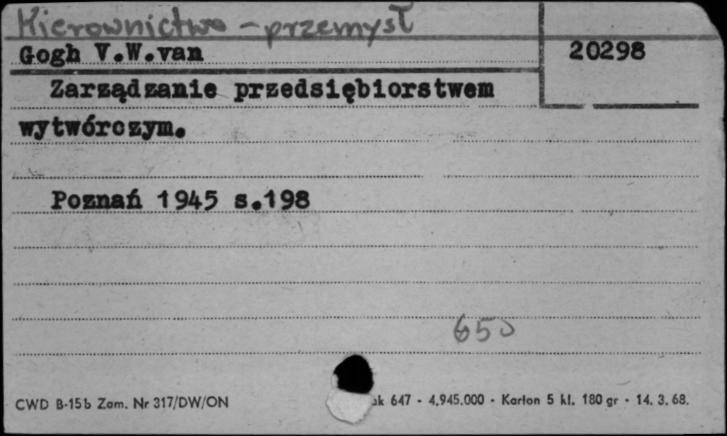 Kierownictwo - przemysł
Gogh V.W.van
20298
Zarządzanie przedsiębiorstwem
wytwórczym.
Poznań 1945 s.198
650
CWD B-15b Zam. Nr 317/DW/ON
647 - 4,945.000 - Karton 5 kl. 180 gr - 14. 3. 68.